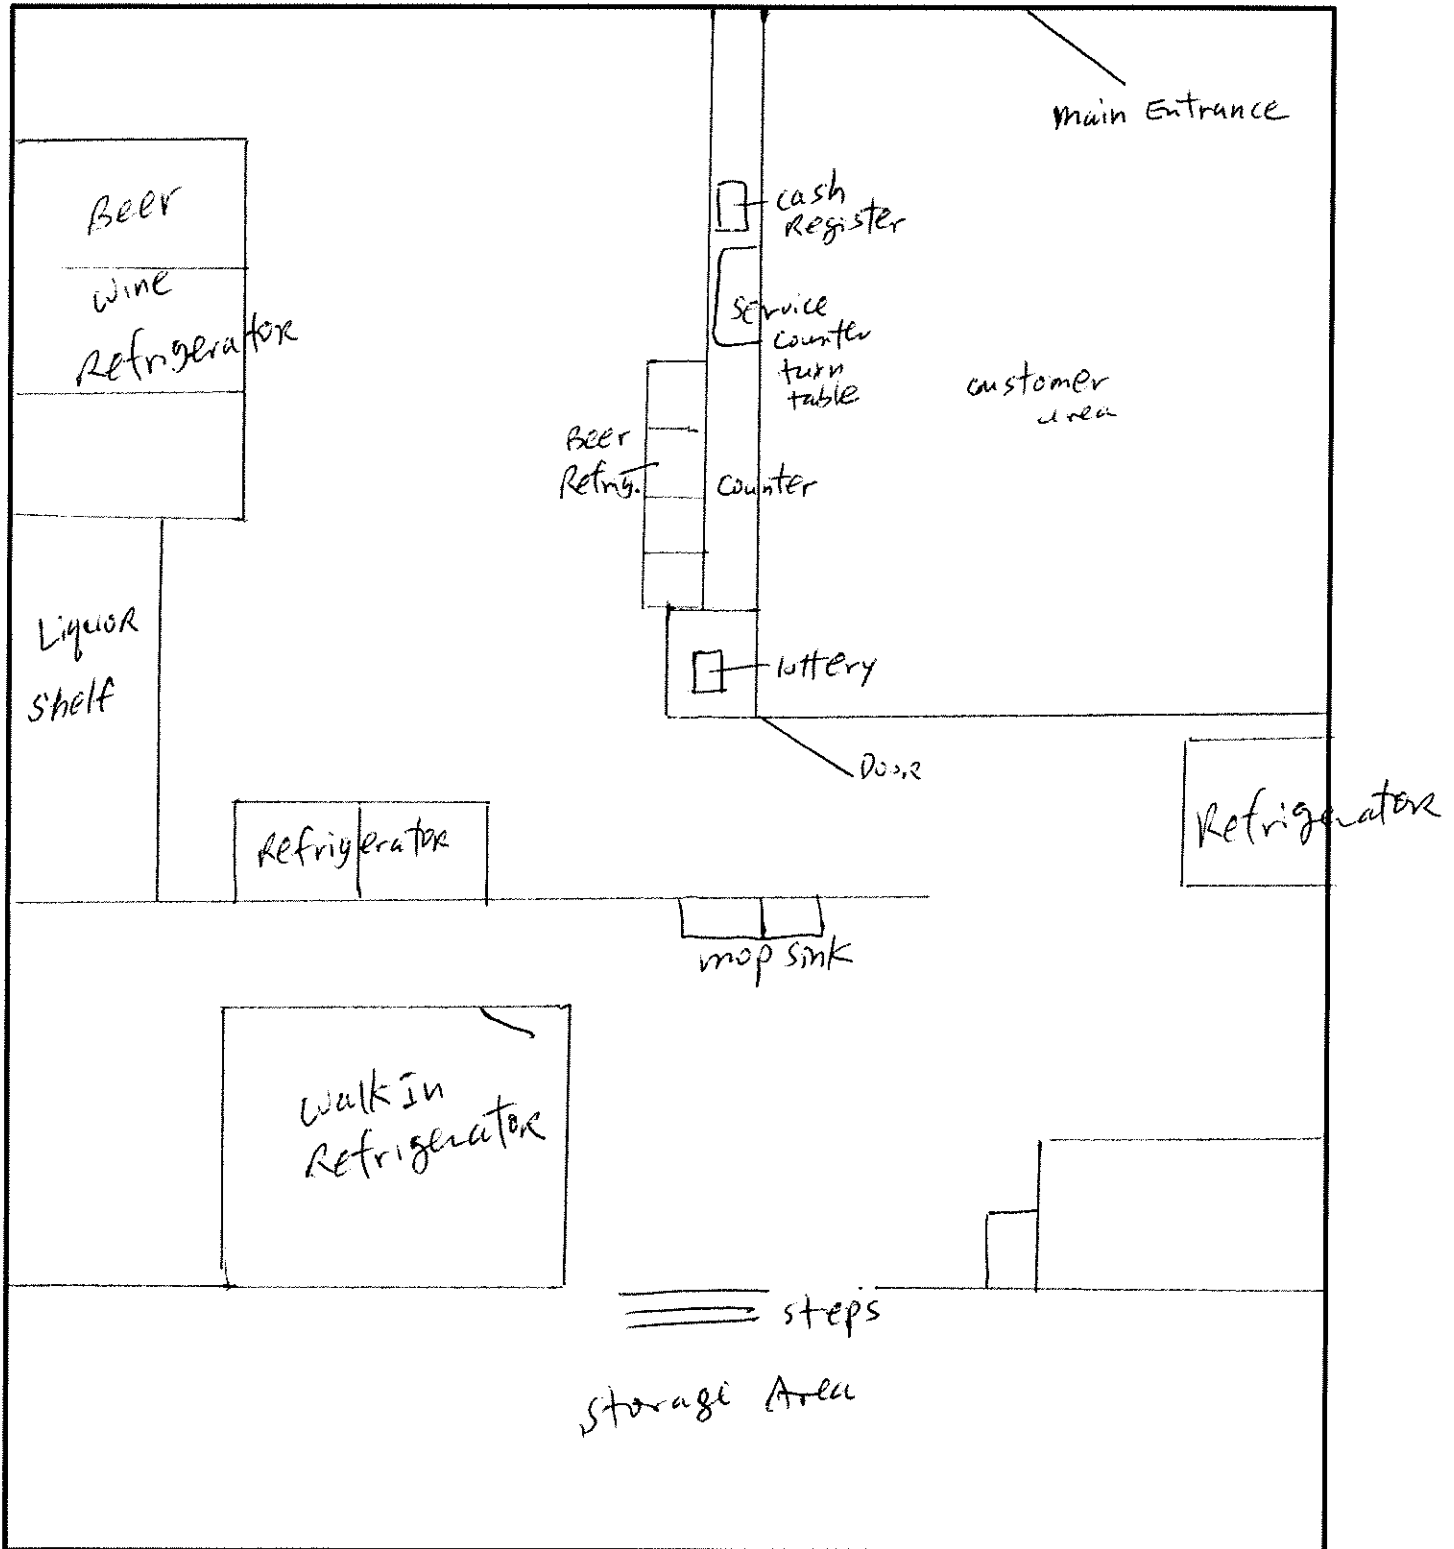 Main Entrance
Beer
Wine
Refrigerator
cash
Register
Service
counter
turn
table
customer
area
Beer
Refrig.
Counter
Liquor
Shelf
lottery
Door
Refrigerator
Refrigerator
mop sink
Walk In
Refrigerator
steps
Storage Area